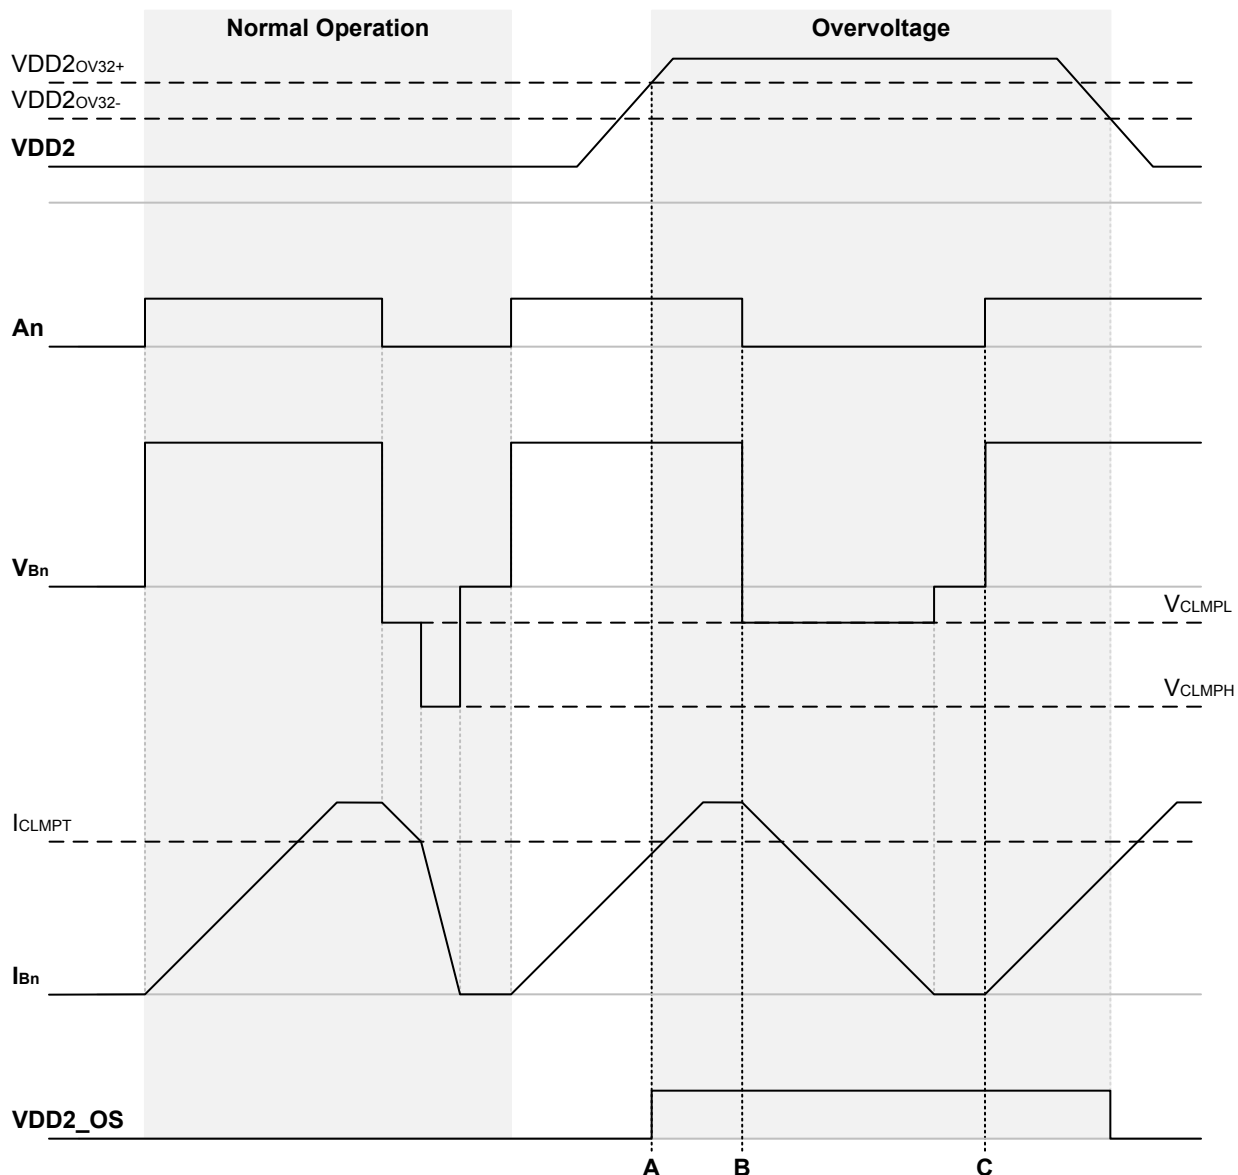 Normal Operation
Overvoltage
VDD2OV32+
VDD2OV32-
VDD2
An
VBn
VCLMPL
VCLMPH
ICLMPT
IBn
VDD2_OS
A
B
C